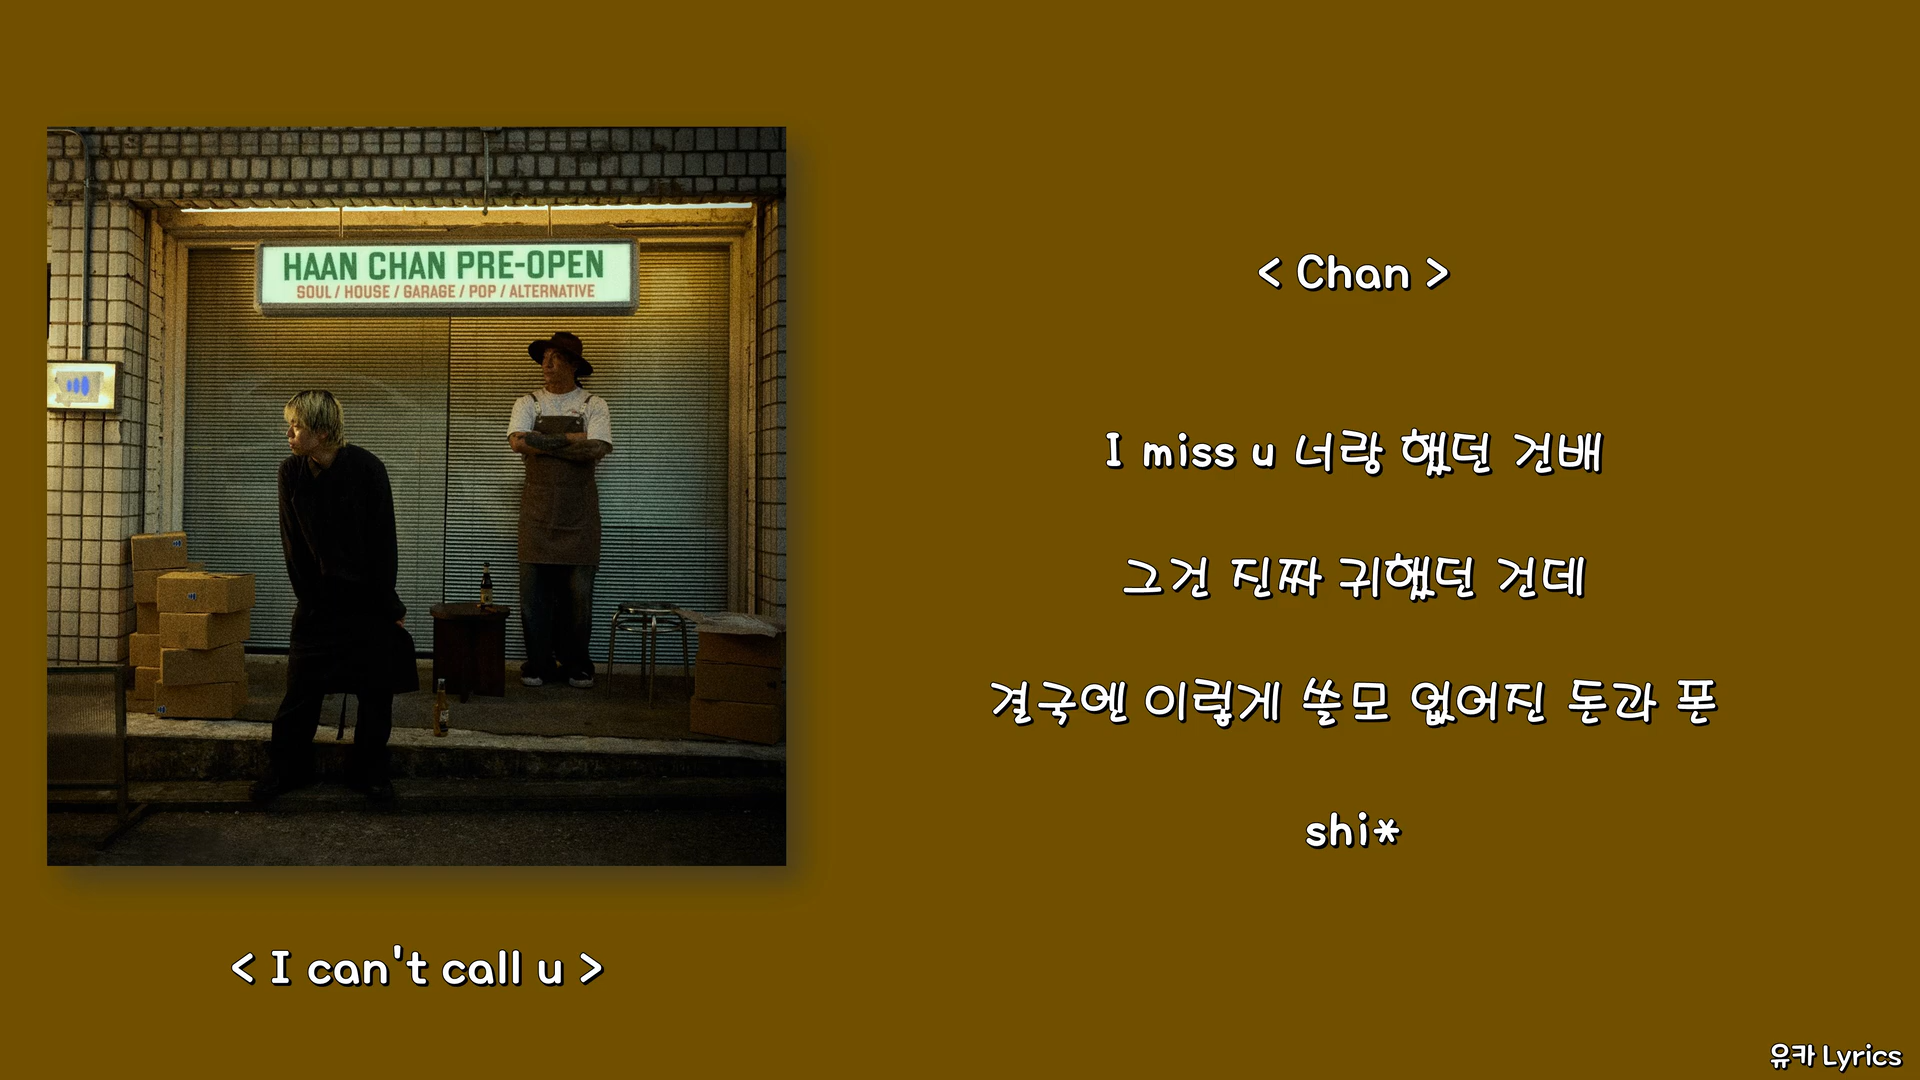 HAAN CHAN PRE-OPEN
SOUL / HOUSE / GARAGE / POP / ALTERNATIVE
< I can't call u >
< Chan >
I miss u 너랑 했던 건배
그건 진짜 귀했던 건데
결국엔 이렇게 쓸모 없어진 돈과 폰
shi*
유카 Lyrics